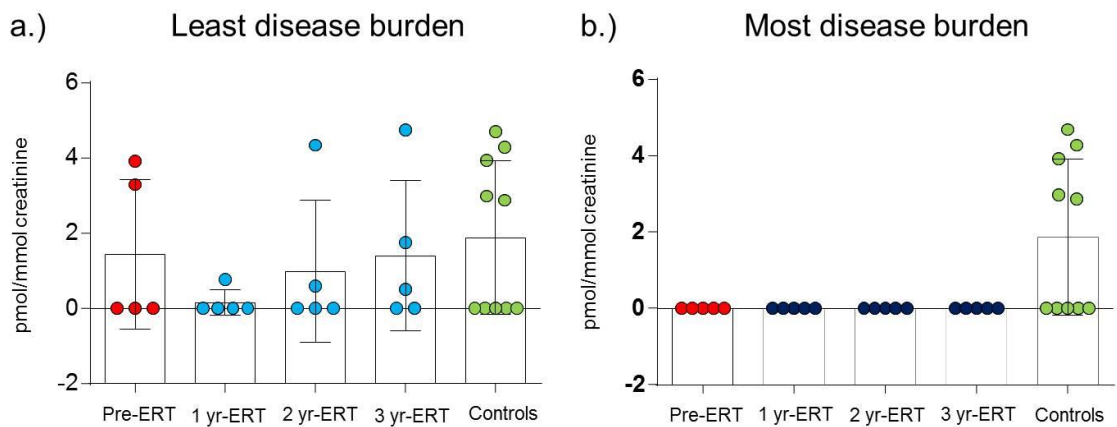 a.) Least disease burden
6
4
2
0
-2
pmol/mmol creatinine
Pre-ERT 1 yr-ERT 2 yr-ERT 3 yr-ERT Controls
b.) Most disease burden
6
4
2
0
-2
pmol/mmol creatinine
Pre-ERT 1 yr-ERT 2 yr-ERT 3 yr-ERT Controls